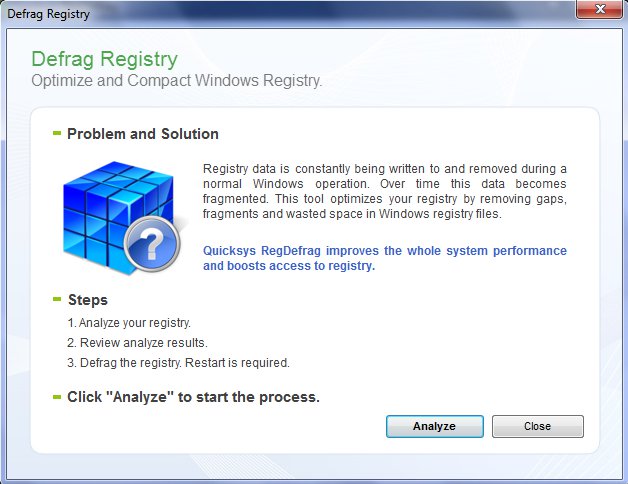 Defrag Registry
Defrag Registry
Optimize and Compact Windows Registry.
Problem and Solution
Registry data is constantly being written to and removed during a
normal Windows operation. Over time this data becomes
fragmented. This tool optimizes your registry by removing gaps,
fragments and wasted space in Windows registry files.
Quicksys RegDefrag improves the whole system performance
and boosts access to registry.
Steps
1. Analyze your registry.
2. Review analyze results.
3. Defrag the registry. Restart is required.
Click "Analyze" to start the process.
Analyze
Close